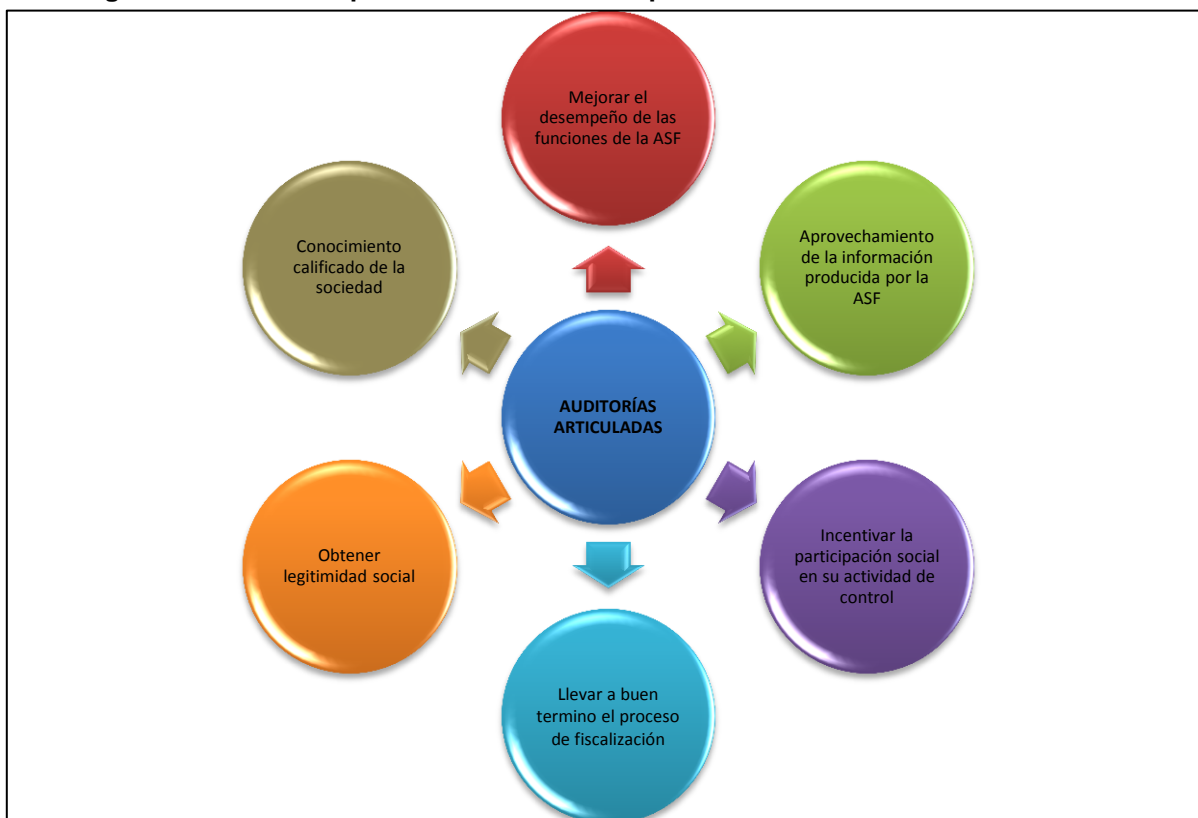 Mejorar el
desempeño de las
funciones de la ASF
Aprovechamiento
de la información
producida por la
ASF
Incentivar la
participación social
en su actividad de
control
Llevar a buen
termino el proceso
de fiscalización
Obtener
legitimidad social
Conocimiento
calificado de la
sociedad
AUDITORÍAS
ARTICULADAS